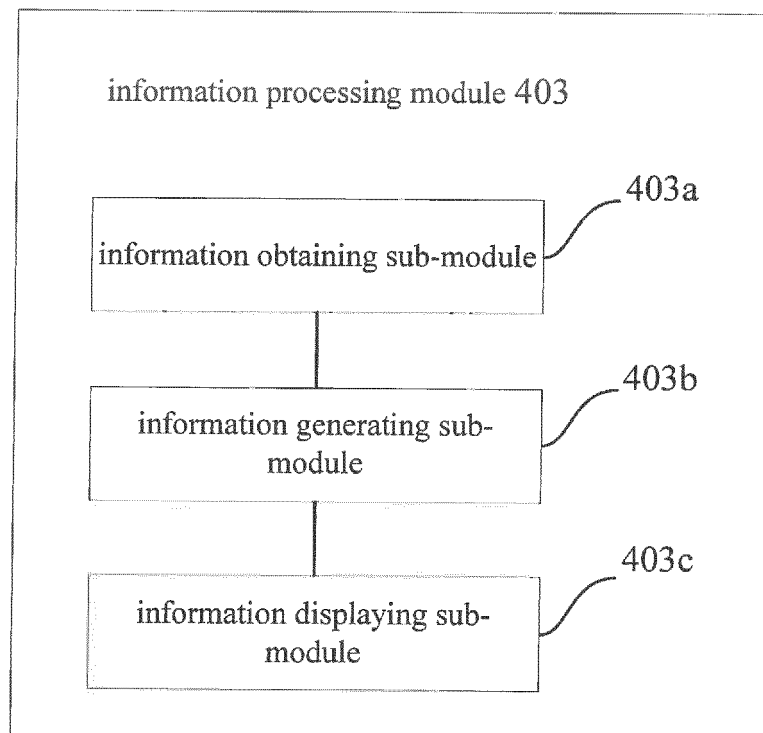 information processing module 403
403a
information obtaining sub-module
403b
information generating sub-
module
403c
information displaying sub-
module